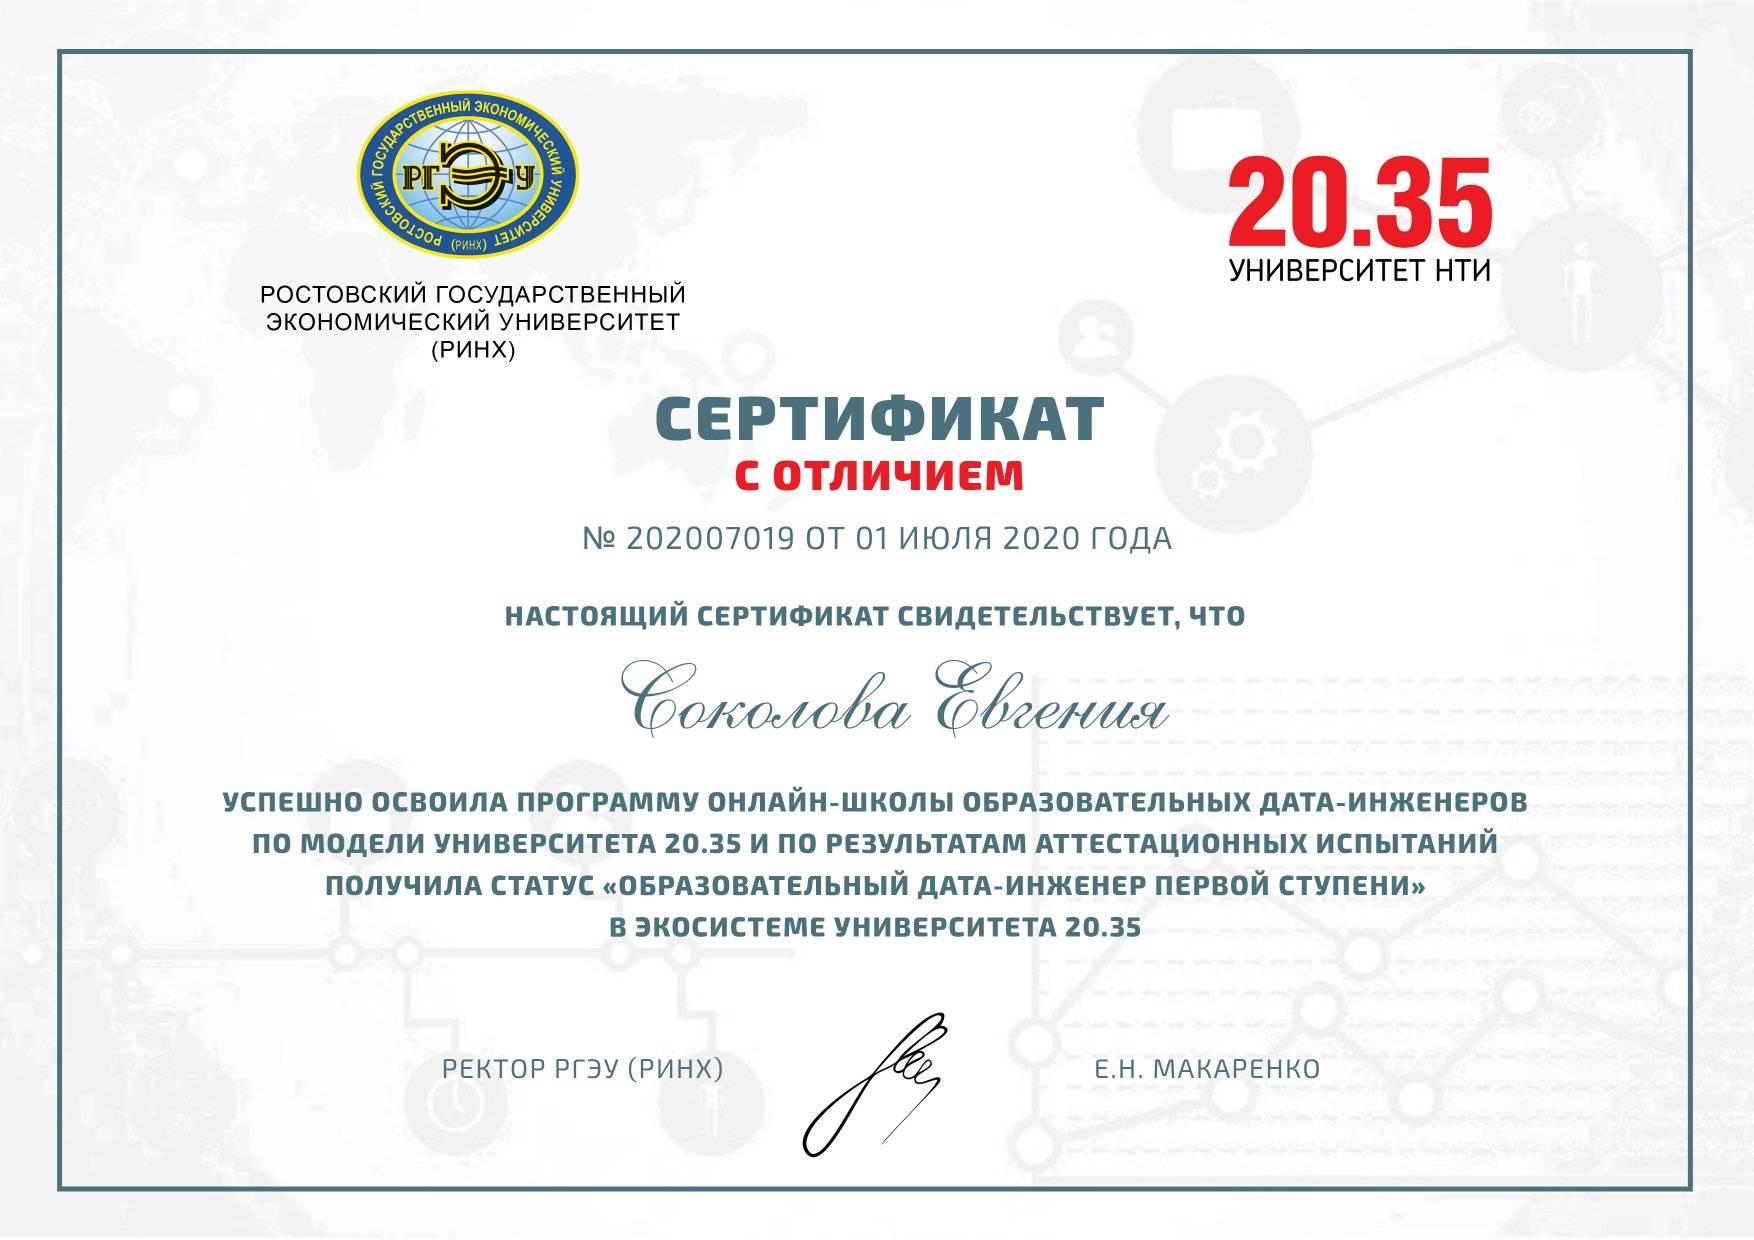 РОСТОВСКИЙ ГОСУДАРСТВЕННЫЙ ЭКОНОМИЧЕСКИЙ УНИВЕРСИТЕТ
(РИНХ)
РГЭУ
РОСТОВСКИЙ ГОСУДАРСТВЕННЫЙ
ЭКОНОМИЧЕСКИЙ УНИВЕРСИТЕТ
(РИНХ)
20.35
УНИВЕРСИТЕТ НТИ
СЕРТИФИКАТ
С ОТЛИЧИЕМ
№ 202007019 ОТ 01 ИЮЛЯ 2020 ГОДА
НАСТОЯЩИЙ СЕРТИФИКАТ СВИДЕТЕЛЬСТВУЕТ, ЧТО
Соколова Евгения
УСПЕШНО ОСВОИЛА ПРОГРАММУ ОНЛАЙН-ШКОЛЫ ОБРАЗОВАТЕЛЬНЫХ ДАТА-ИНЖЕНЕРОВ
ПО МОДЕЛИ УНИВЕРСИТЕТА 20.35 И ПО РЕЗУЛЬТАТАМ АТТЕСТАЦИОННЫХ ИСПЫТАНИЙ
ПОЛУЧИЛА СТАТУС «ОБРАЗОВАТЕЛЬНЫЙ ДАТА-ИНЖЕНЕР ПЕРВОЙ СТУПЕНИ»
В ЭКОСИСТЕМЕ УНИВЕРСИТЕТА 20.35
РЕКТОР РГЭУ (РИНХ)
Е.Н. МАКАРЕНКО